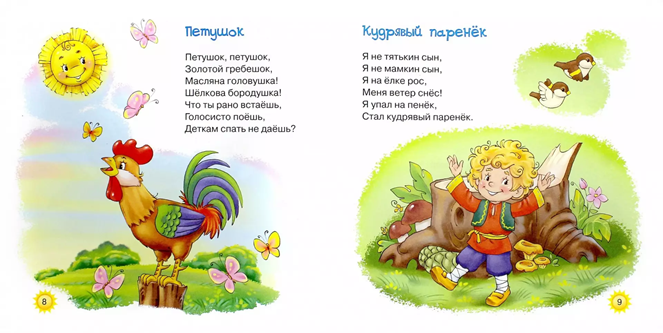 Петушок
Петушок, петушок,
Золотой гребешок,
Масляна головушка!
Шёлкова бородушка!
Что ты рано встаёшь,
Голосисто поёшь,
Деткам спать не даёшь?
8
Кудрявый паренёк
Я не тятькин сын,
Я не мамкин сын,
Я на ёлке рос,
Меня ветер снёс!
Я упал на пенёк,
Стал кудрявый паренёк.
9